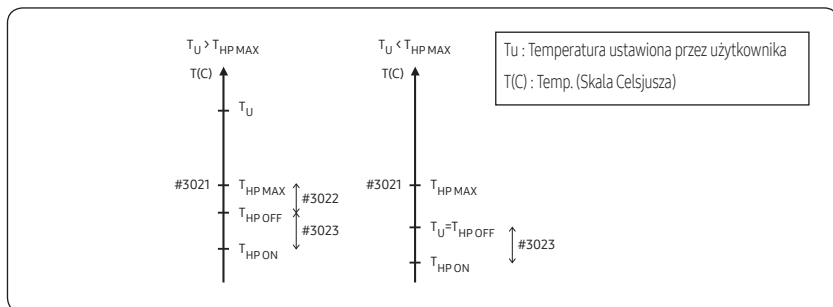 T_U > T_HP MAX
T(C)
T_U
#3021
T_HP MAX
#3022
T_HP OFF
#3023
T_HP ON
T_U < T_HP MAX
T(C)
#3021
T_HP MAX
T_U=T_HP OFF
#3023
T_HP ON
Tu : Temperatura ustawiona przez użytkownika
T(C) : Temp. (Skala Celsjusza)